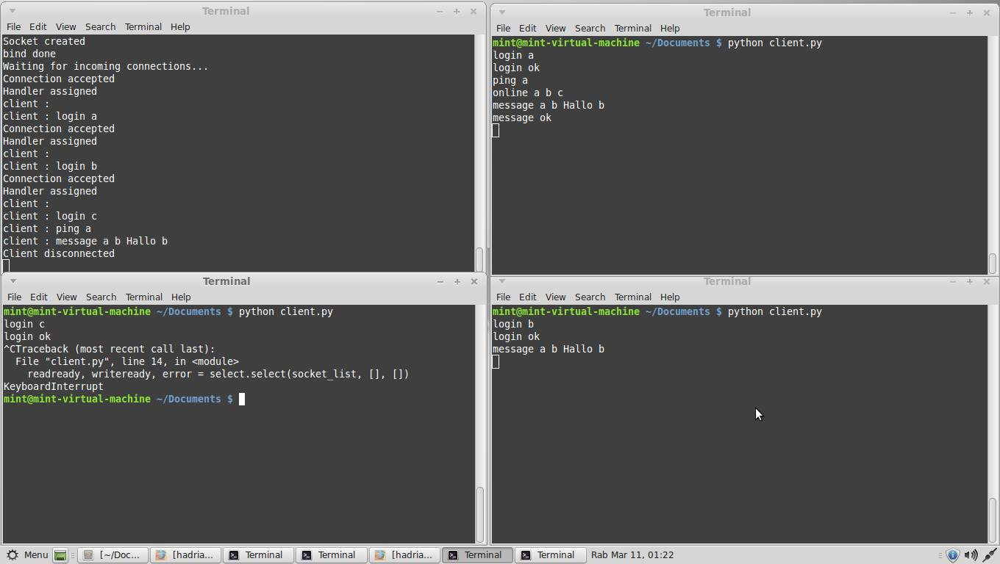 Terminal
File Edit View Search Terminal Help
Socket created
bind done
Waiting for incoming connections...
Connection accepted
Handler assigned
client :
client : login a
Connection accepted
Handler assigned
client :
client : login b
Connection accepted
Handler assigned
client :
client : login c
client : ping a
client : message a b Hallo b
Client disconnected
Terminal
File Edit View Search Terminal Help
mint@mint-virtual-machine ~/Documents $ python client.py
login a
login ok
ping a
online a b c
message a b Hallo b
message ok
Terminal
File Edit View Search Terminal Help
mint@mint-virtual-machine ~/Documents $ python client.py
login c
login ok
^CTraceback (most recent call last):
  File "client.py", line 14, in <module>
    readready, writeready, error = select.select(socket_list, [], [])
KeyboardInterrupt
mint@mint-virtual-machine ~/Documents $
Terminal
File Edit View Search Terminal Help
mint@mint-virtual-machine ~/Documents $ python client.py
login b
login ok
message a b Hallo b
Menu [~/Doc... [hadria... Terminal Terminal [hadria... Terminal Terminal Rab Mar 11, 01:22